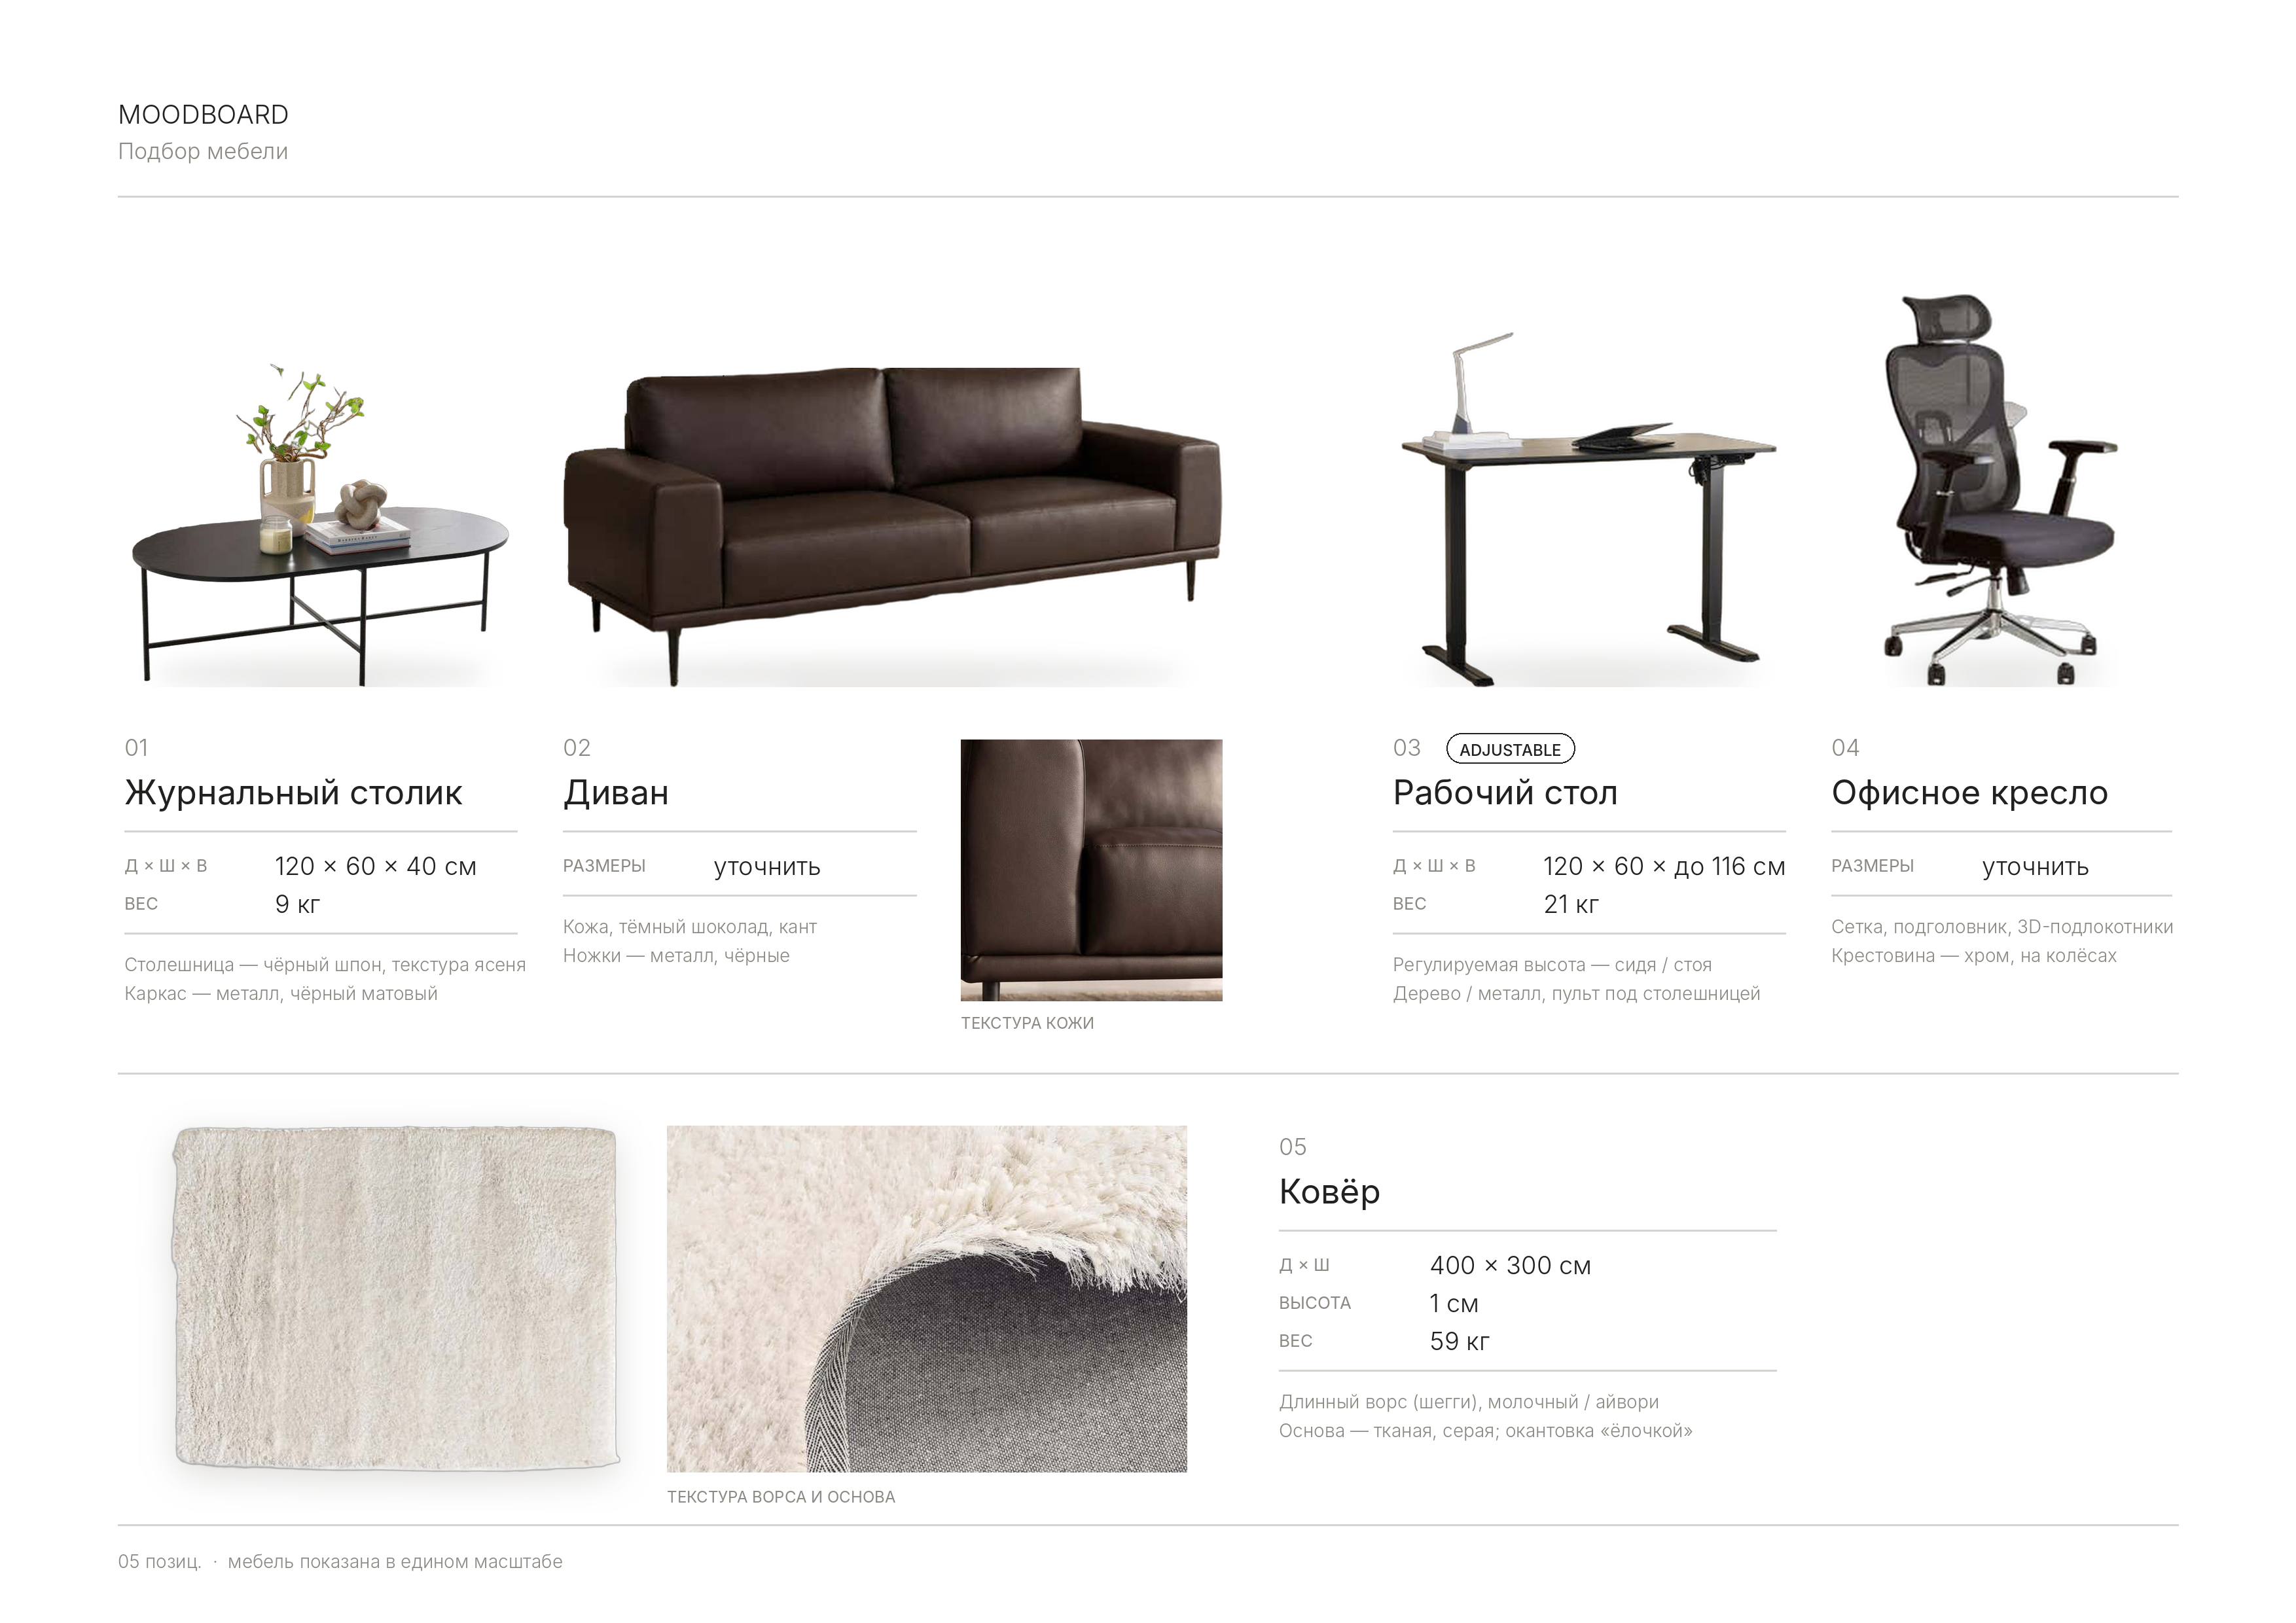 MOODBOARD
Подбор мебели
01
Журнальный столик
Д × Ш × В 120 × 60 × 40 см
ВЕС 9 кг
Столешница — чёрный шпон, текстура ясеня
Каркас — металл, чёрный матовый
02
Диван
РАЗМЕРЫ уточнить
Кожа, тёмный шоколад, кант
Ножки — металл, чёрные
ТЕКСТУРА КОЖИ
03 ADJUSTABLE
Рабочий стол
Д × Ш × В 120 × 60 × до 116 см
ВЕС 21 кг
Регулируемая высота — сидя / стоя
Дерево / металл, пульт под столешницей
04
Офисное кресло
РАЗМЕРЫ уточнить
Сетка, подголовник, 3D-подлокотники
Крестовина — хром, на колёсах
ТЕКСТУРА ВОРСА И ОСНОВА
05
Ковёр
Д × Ш 400 × 300 см
ВЫСОТА 1 см
ВЕС 59 кг
Длинный ворс (шегги), молочный / айвори
Основа — тканая, серая; окантовка «ёлочкой»
05 позиц. · мебель показана в едином масштабе